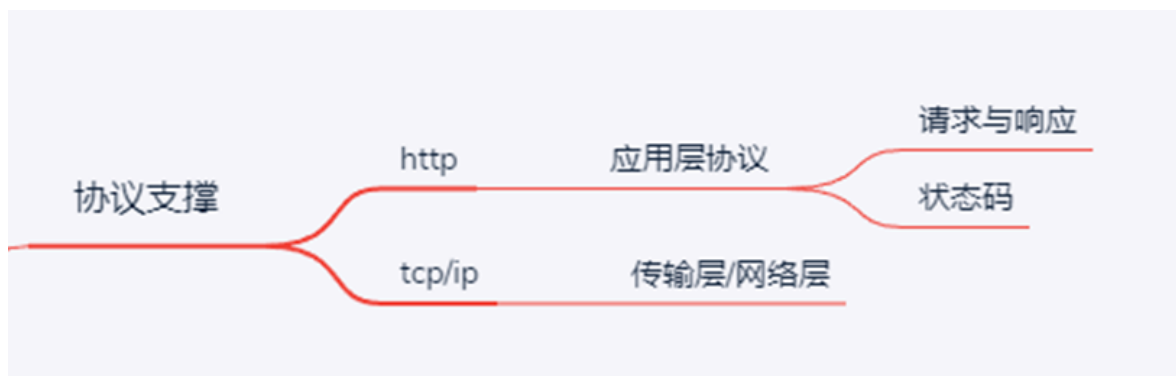 协议支撑
http
应用层协议
请求与响应
状态码
tcp/ip
传输层/网络层